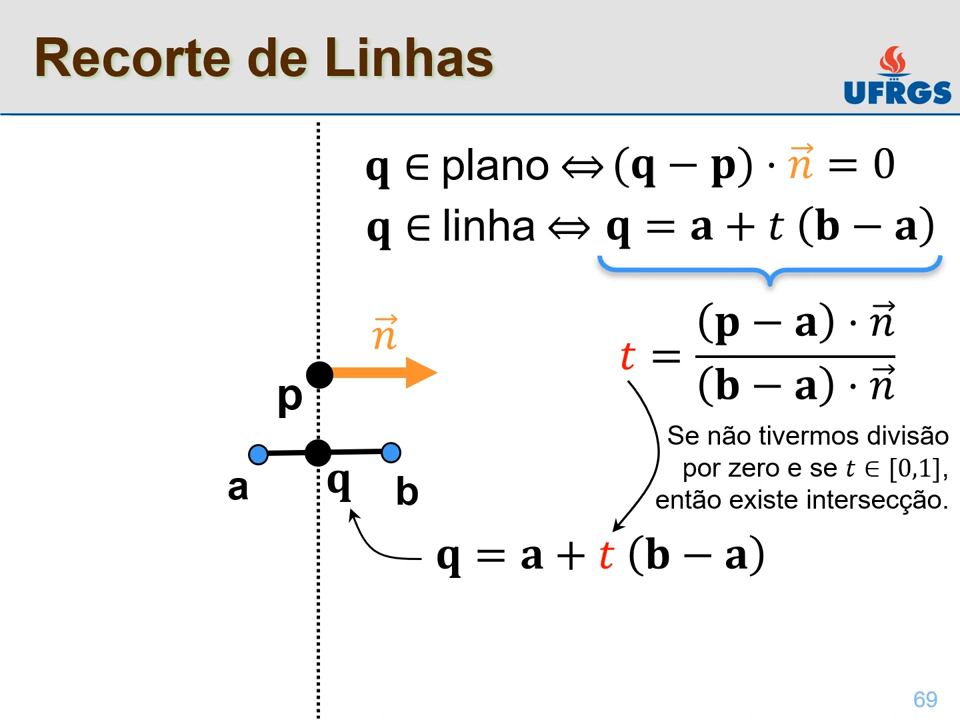 Recorte de Linhas
UFRGS
q ∈ plano ⇔ (q − p) · n⃗ = 0
q ∈ linha ⇔ q = a + t (b − a)
t = (p − a) · n⃗ / (b − a) · n⃗
n⃗
p
a
q
b
Se não tivermos divisão
por zero e se t ∈ [0,1],
então existe intersecção.
q = a + t (b − a)
69